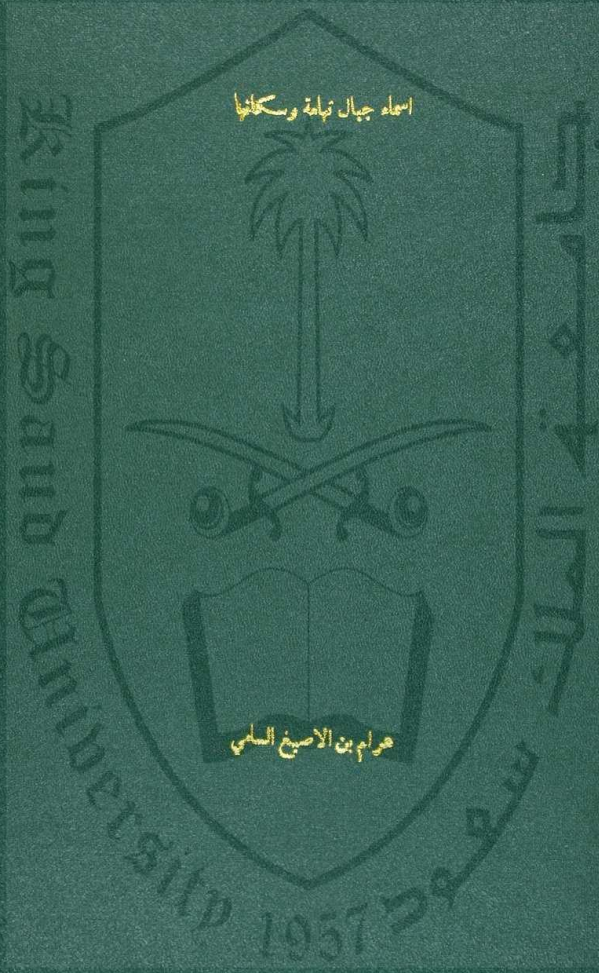 اسماء جبال تهامة وسكانها
King Saud University
1957
جامعة الملك سعود
عرام بن الاصبغ السلمي